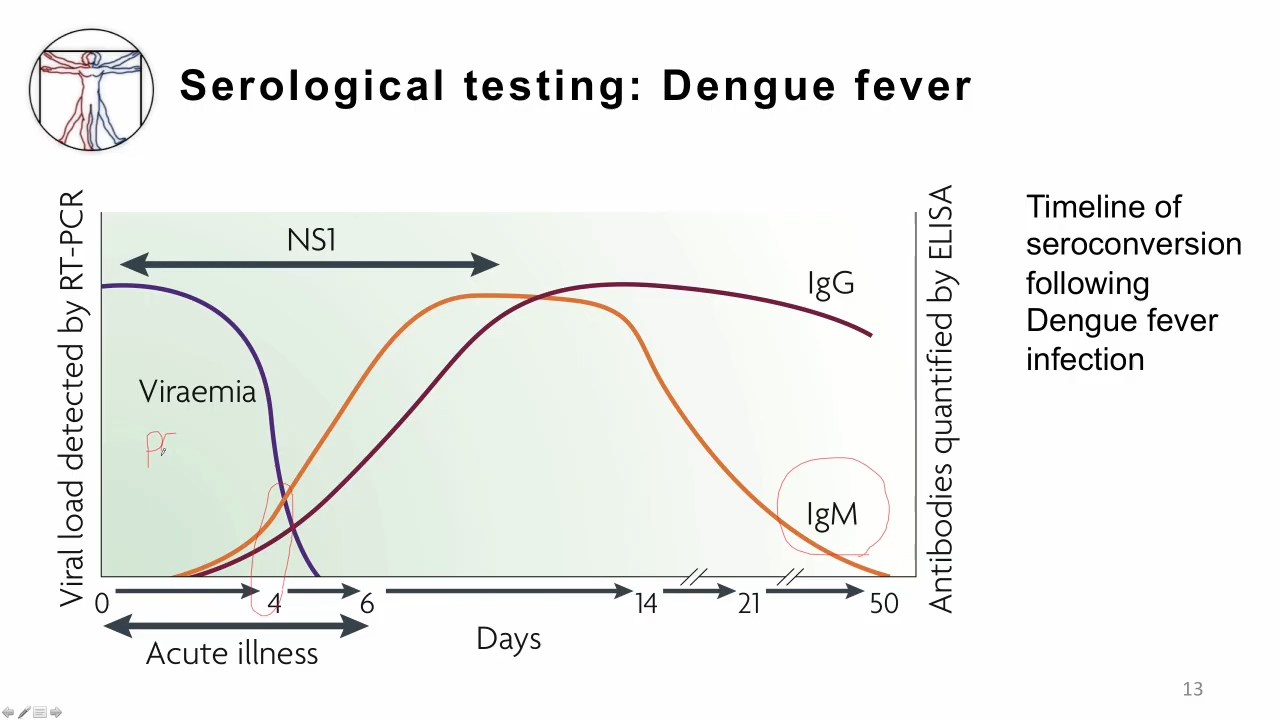 Serological testing: Dengue fever
Viral load detected by RT-PCR
NS1
IgG
Viraemia
pr
IgM
Antibodies quantified by ELISA
0 4 6 14 21 50
Days
Acute illness
Timeline of
seroconversion
following
Dengue fever
infection
13